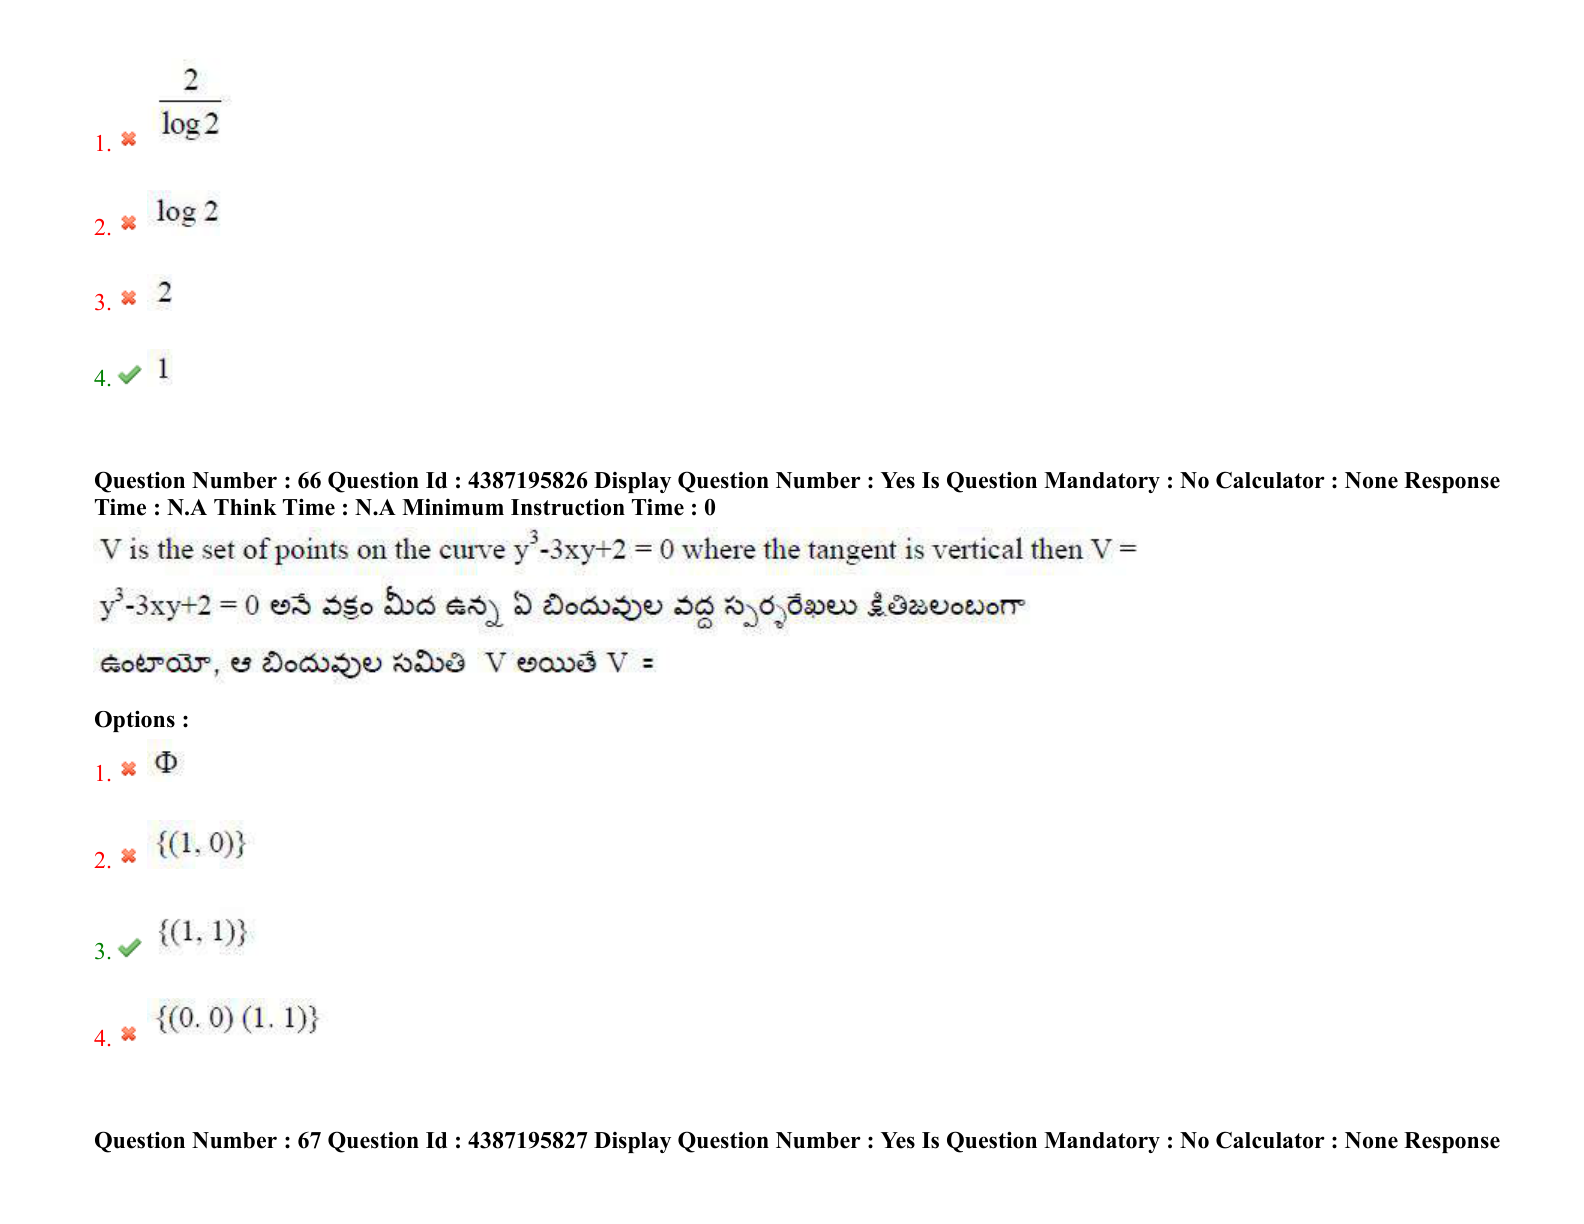 2
log 2
1.
2. log 2
3. 2
4. 1
Question Number : 66 Question Id : 4387195826 Display Question Number : Yes Is Question Mandatory : No Calculator : None Response
Time : N.A Think Time : N.A Minimum Instruction Time : 0
V is the set of points on the curve y³-3xy+2 = 0 where the tangent is vertical then V =
y³-3xy+2 = 0 అనే వక్రం మీద ఉన్న ఏ బిందువుల వద్ద స్పర్శరేఖలు క్షితిజలంబంగా
ఉంటాయో, ఆ బిందువుల సమితి V అయితే V =
Options :
1. Φ
2. {(1, 0)}
3. {(1, 1)}
4. {(0. 0) (1. 1)}
Question Number : 67 Question Id : 4387195827 Display Question Number : Yes Is Question Mandatory : No Calculator : None Response